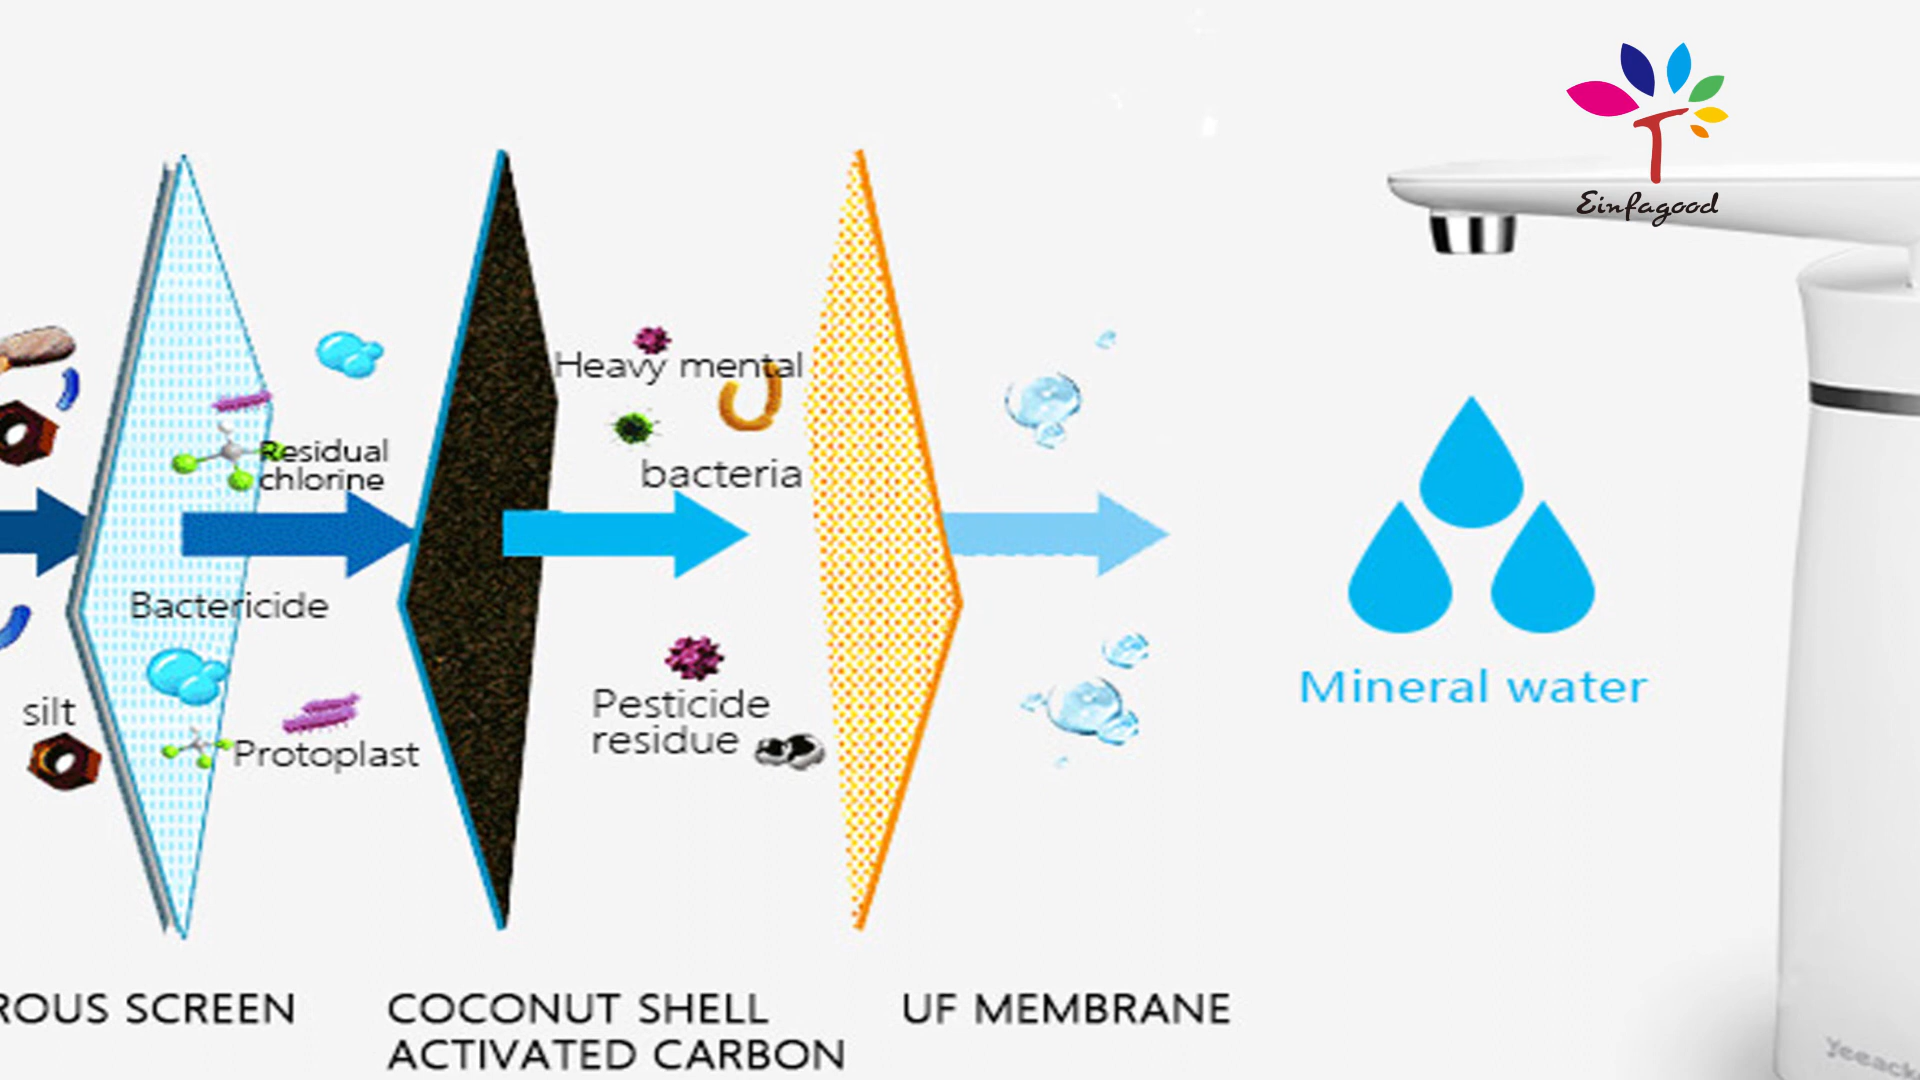 Einfagood
Heavy mental
Residual
chlorine
bacteria
Bactericide
silt
Protoplast
Pesticide
residue
Mineral water
ROUS SCREEN
COCONUT SHELL
ACTIVATED CARBON
UF MEMBRANE